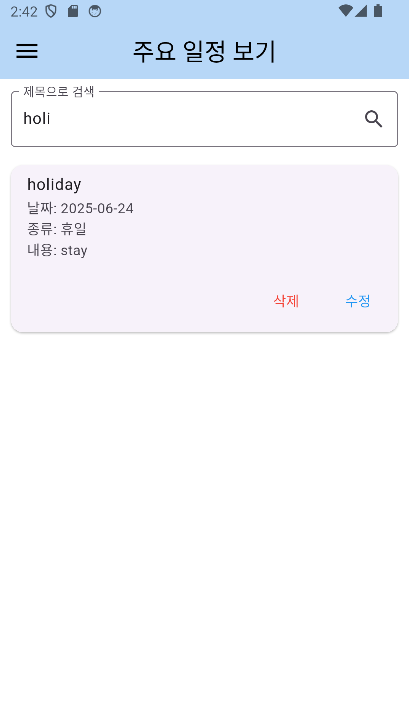 2:42
주요 일정 보기
제목으로 검색
holi
holiday
날짜: 2025-06-24
종류: 휴일
내용: stay
삭제 수정